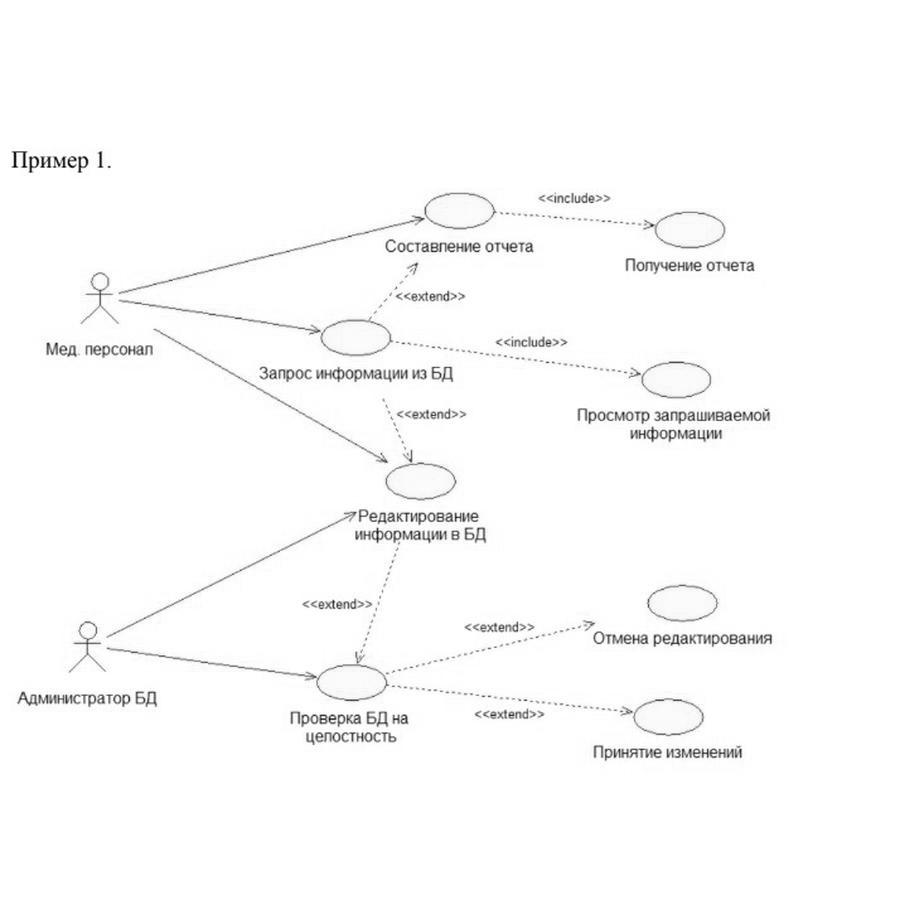 Пример 1.
<<include>>
Составление отчета
Получение отчета
<<extend>>
Мед. персонал
<<include>>
Запрос информации из БД
<<extend>>
Просмотр запрашиваемой
информации
Редактирование
информации в БД
<<extend>>
<<extend>>
Отмена редактирования
Администратор БД
<<extend>>
Проверка БД на
целостность
Принятие изменений